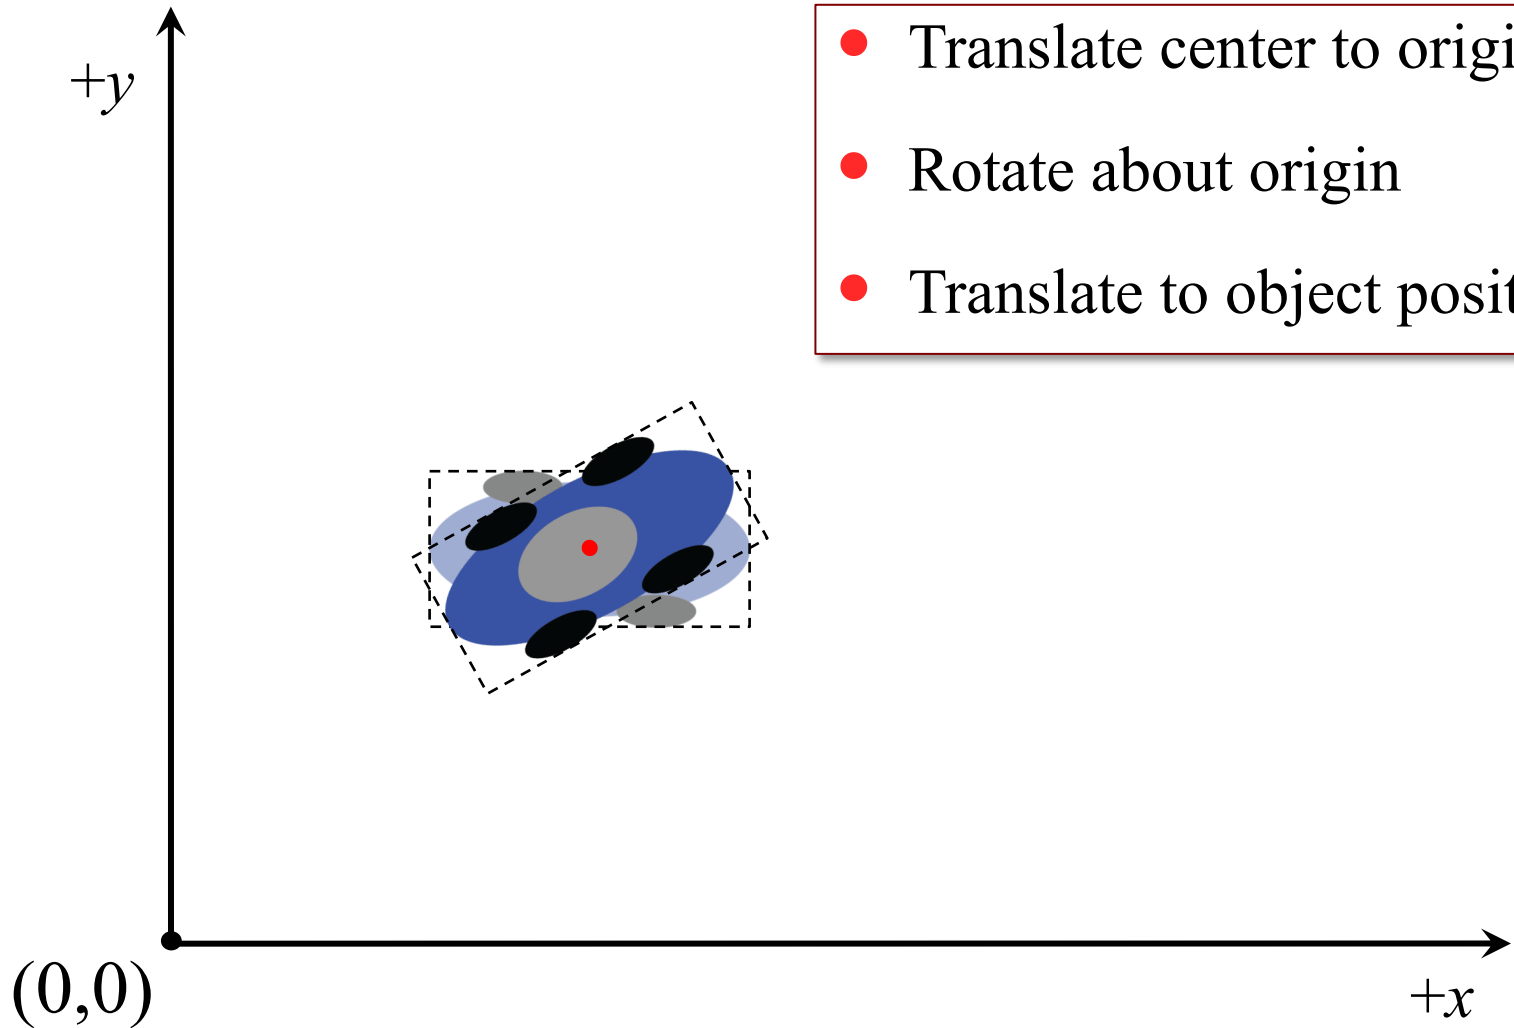 +y
Translate center to origi
Rotate about origin
Translate to object posit
(0,0)
+x